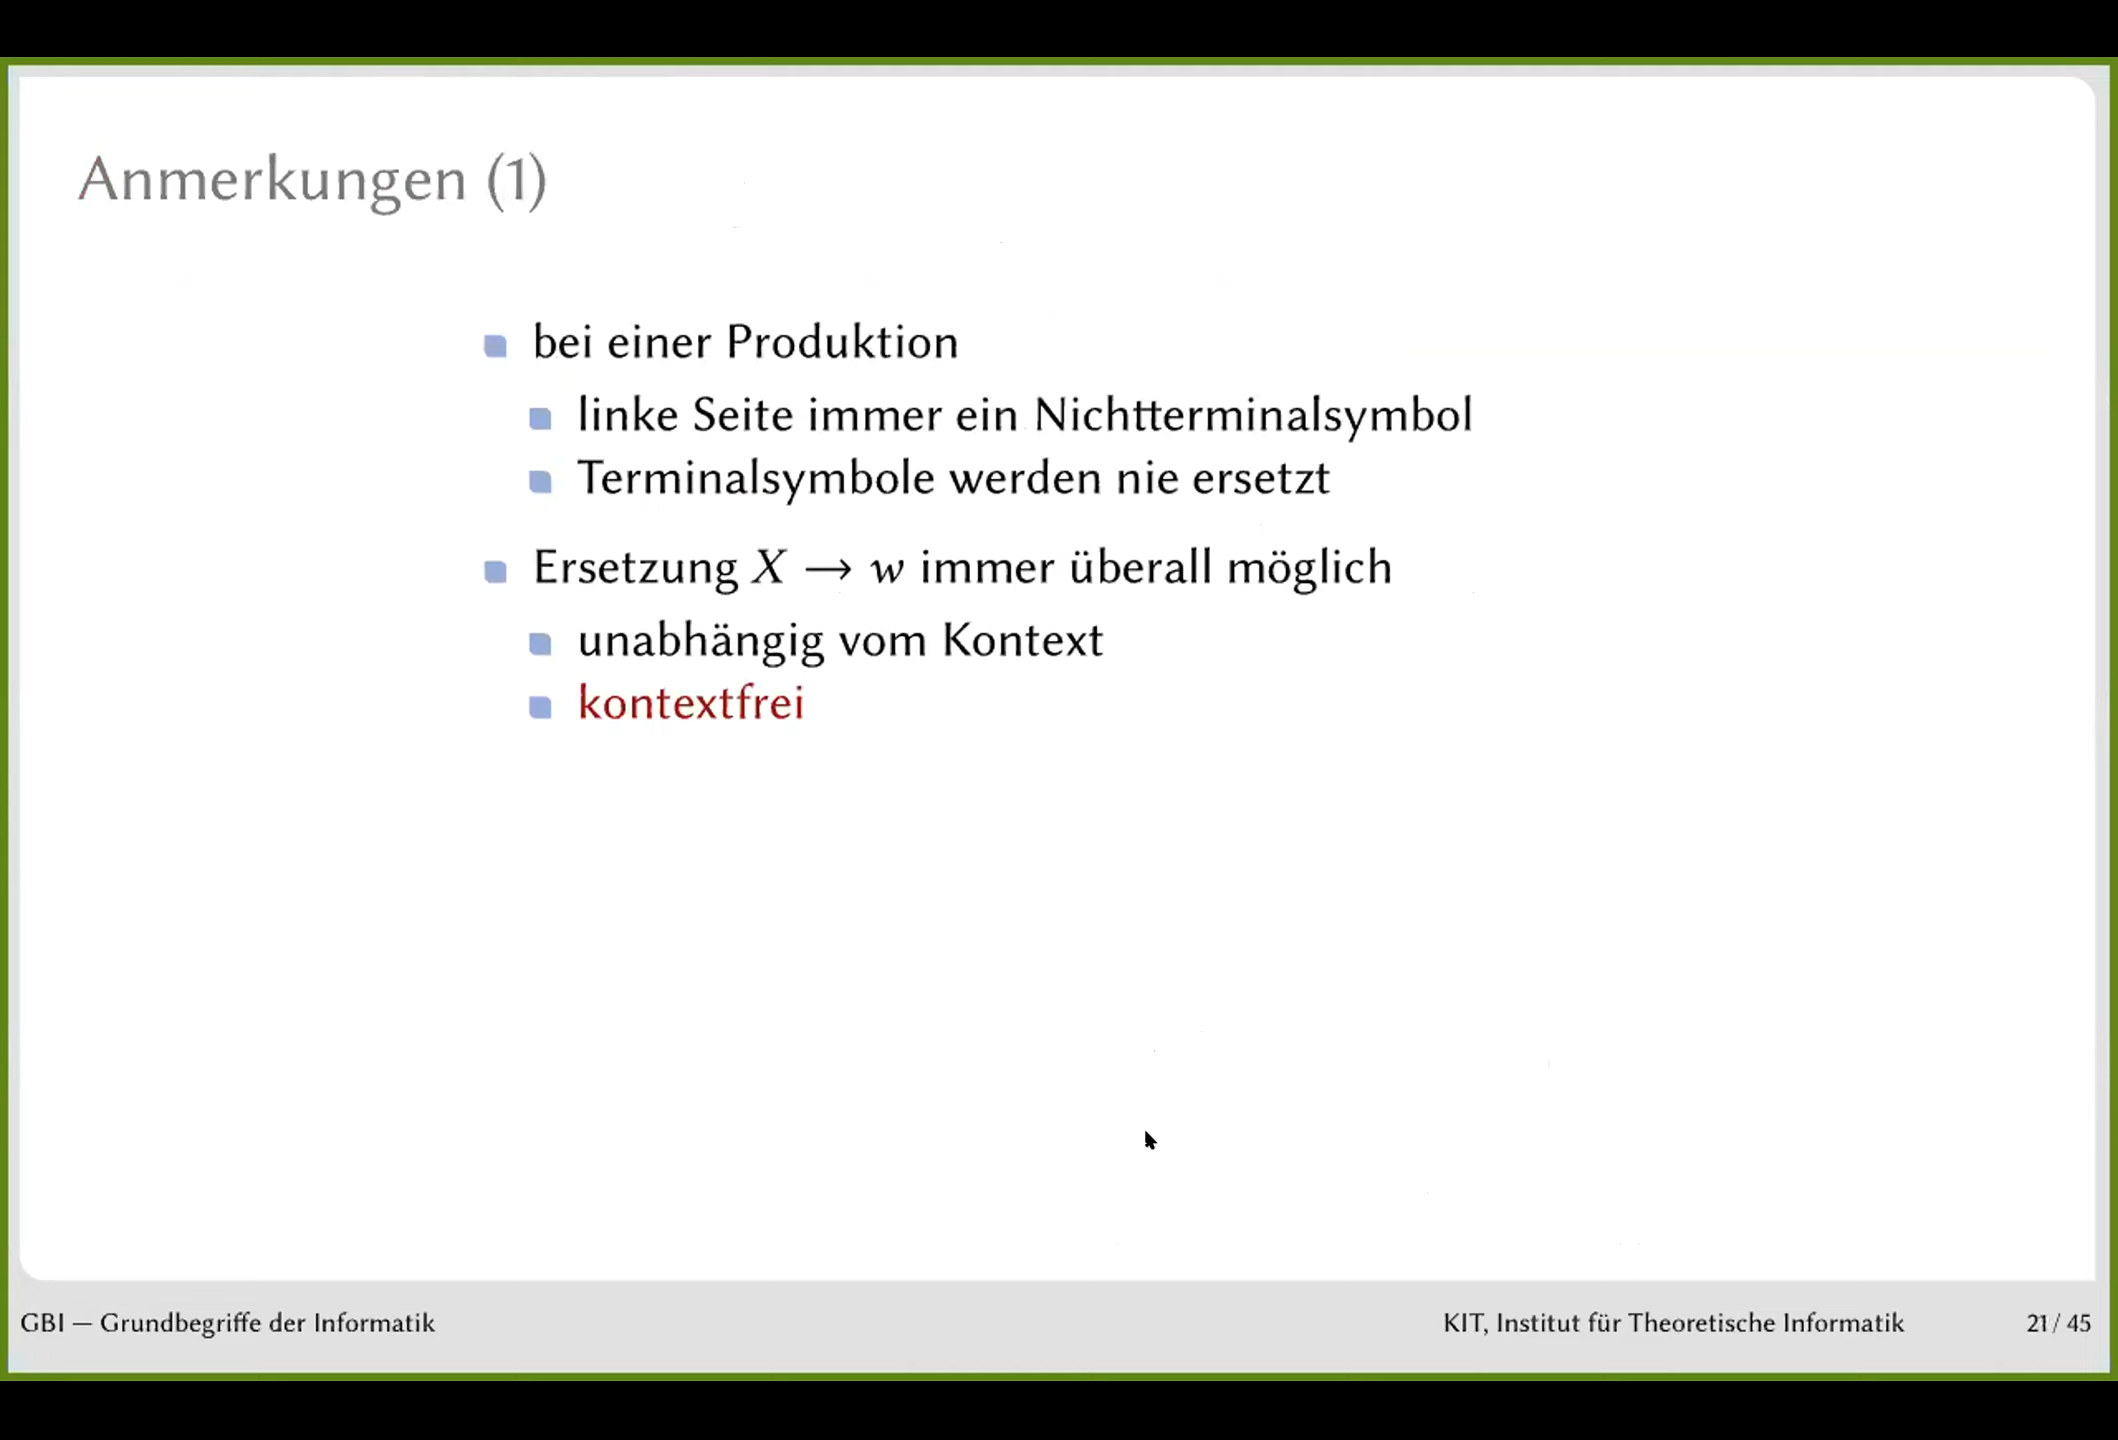 Anmerkungen (1)
bei einer Produktion
linke Seite immer ein Nichtterminalsymbol
Terminalsymbole werden nie ersetzt
Ersetzung X → w immer überall möglich
unabhängig vom Kontext
kontextfrei
GBI — Grundbegriffe der Informatik
KIT, Institut für Theoretische Informatik
21 / 45